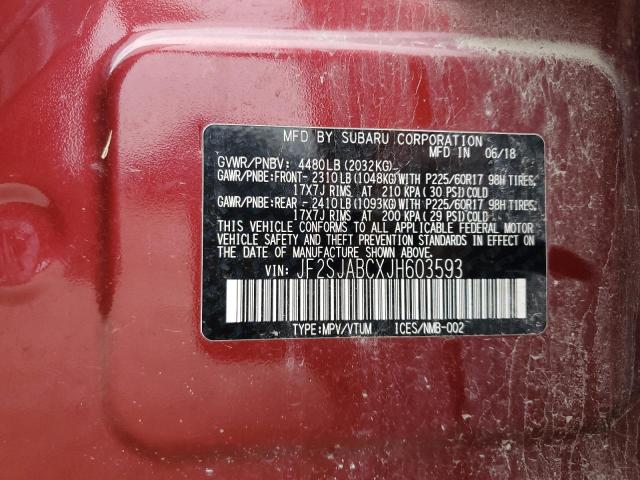 MFD BY SUBARU CORPORATION IN 06/18
GVWR/PNBV: 4480LB (2032KG)
GAWR/PNBE:FRONT- 2310LB (1048KG) WITH P225/60R17 98H TIRES,
17X7J RIMS AT 210 KPA (30 PSI) COLD
GAWR/PNBE:REAR - 2410LB (1093KG) WITH P225/60R17 98H TIRES,
17X7J RIMS AT 200 KPA (29 PSI) COLD
THIS VEHICLE CONFORMS TO ALL APPLICABLE FEDERAL MOTOR
VEHICLE SAFETY AND BUMPER STANDARDS IN EFFECT ON
THE DATE OF MANUFACTURE SHOWN ABOVE.
VIN: JF2SJABCXJH603593
TYPE:MPV/VTUM ICES/NMB-002